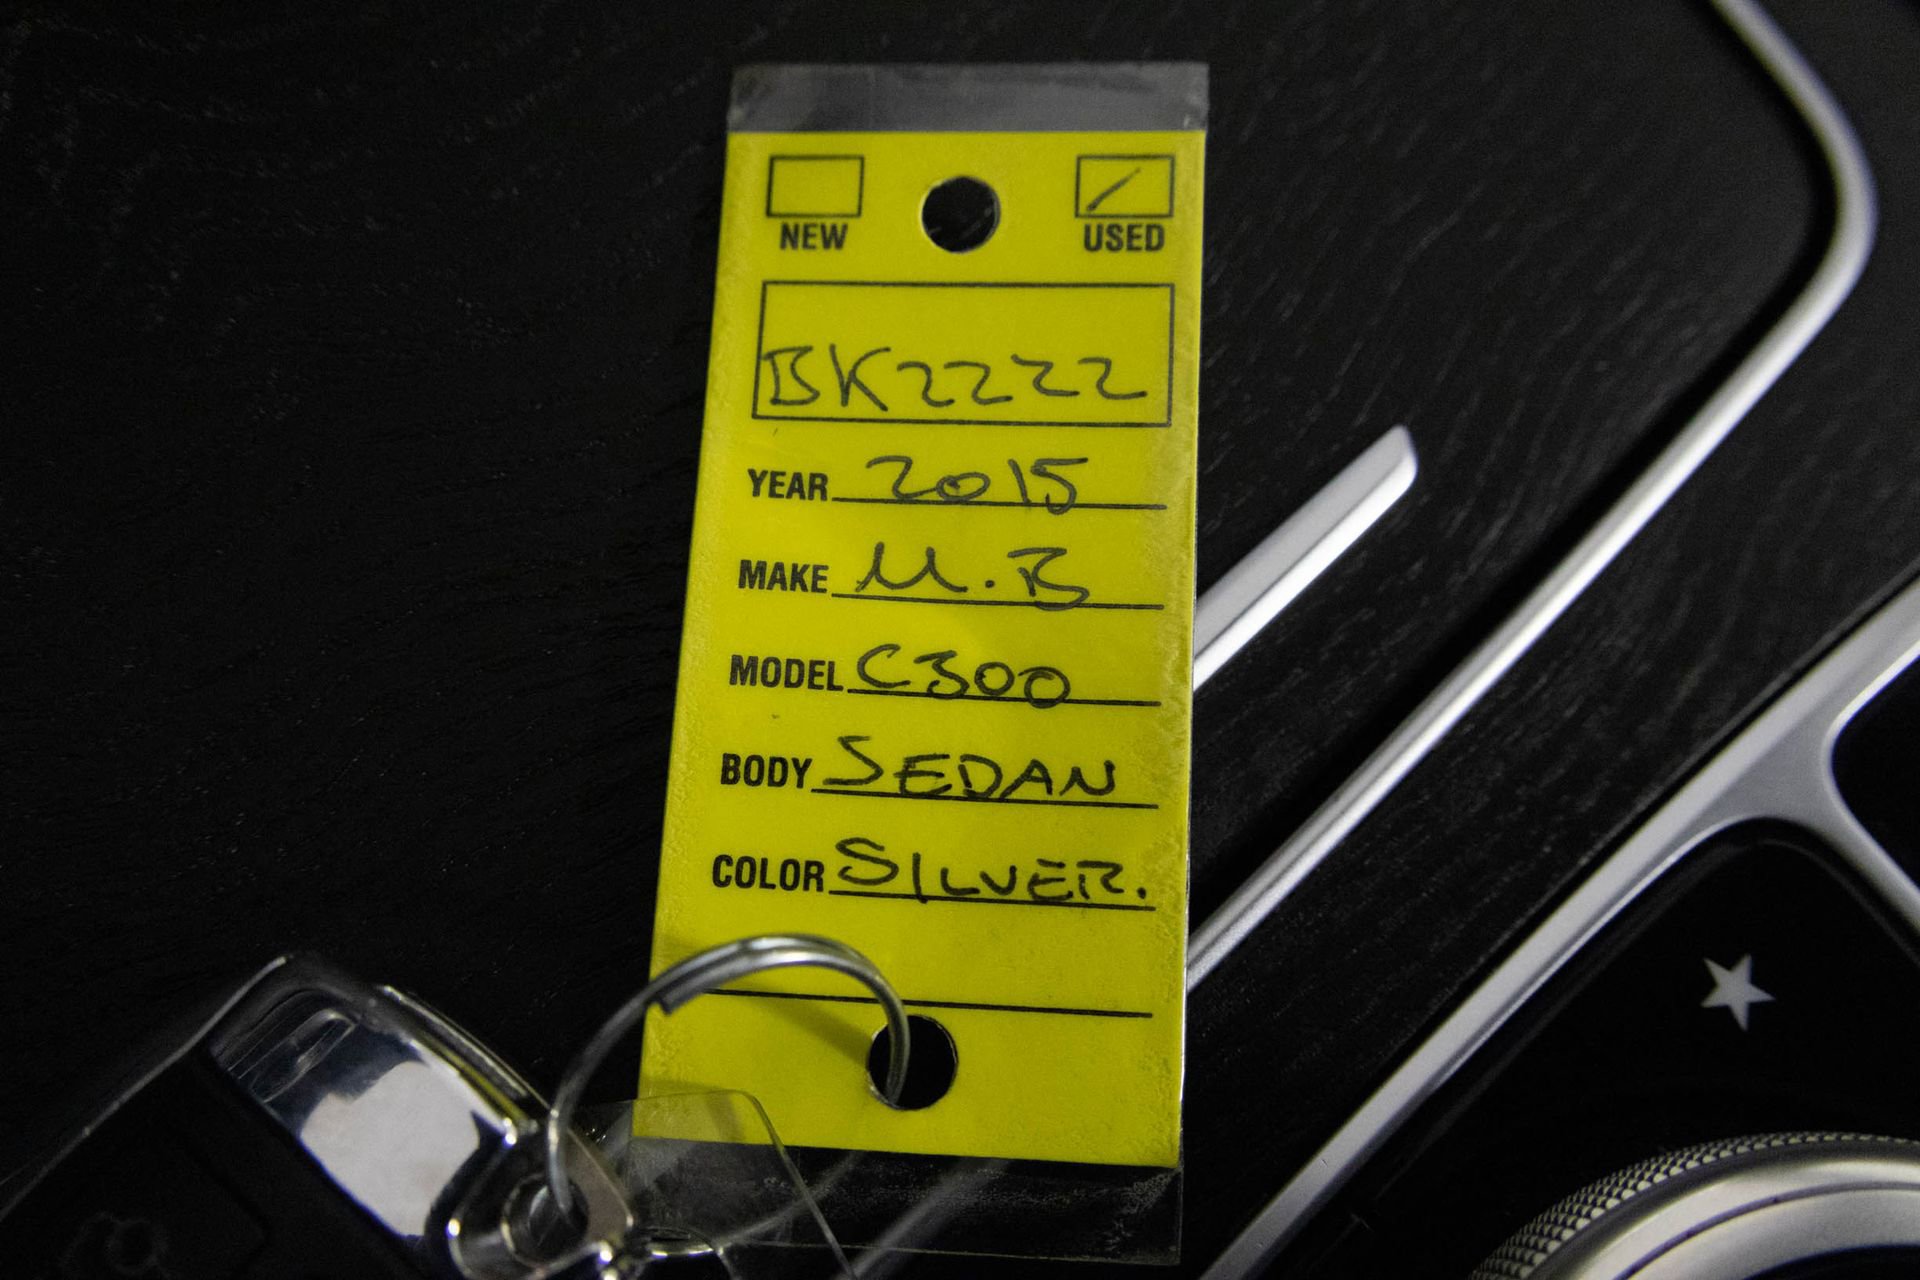 NEW USED
BK2222
YEAR 2015
MAKE M.B
MODEL C300
BODY SEDAN
COLOR SILVER.